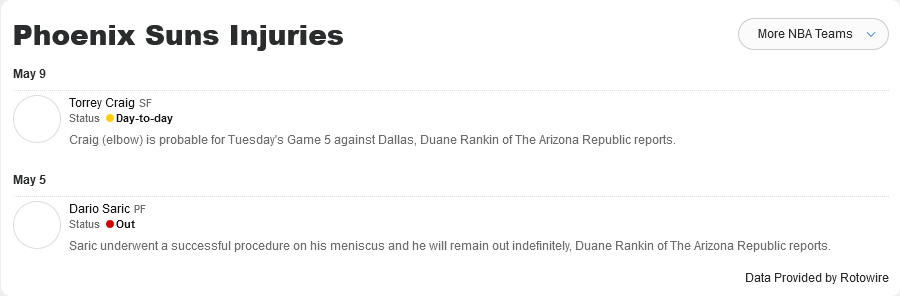 Phoenix Suns Injuries
More NBA Teams
May 9
Torrey Craig SF
Status Day-to-day
Craig (elbow) is probable for Tuesday's Game 5 against Dallas, Duane Rankin of The Arizona Republic reports.
May 5
Dario Saric PF
Status Out
Saric underwent a successful procedure on his meniscus and he will remain out indefinitely, Duane Rankin of The Arizona Republic reports.
Data Provided by Rotowire